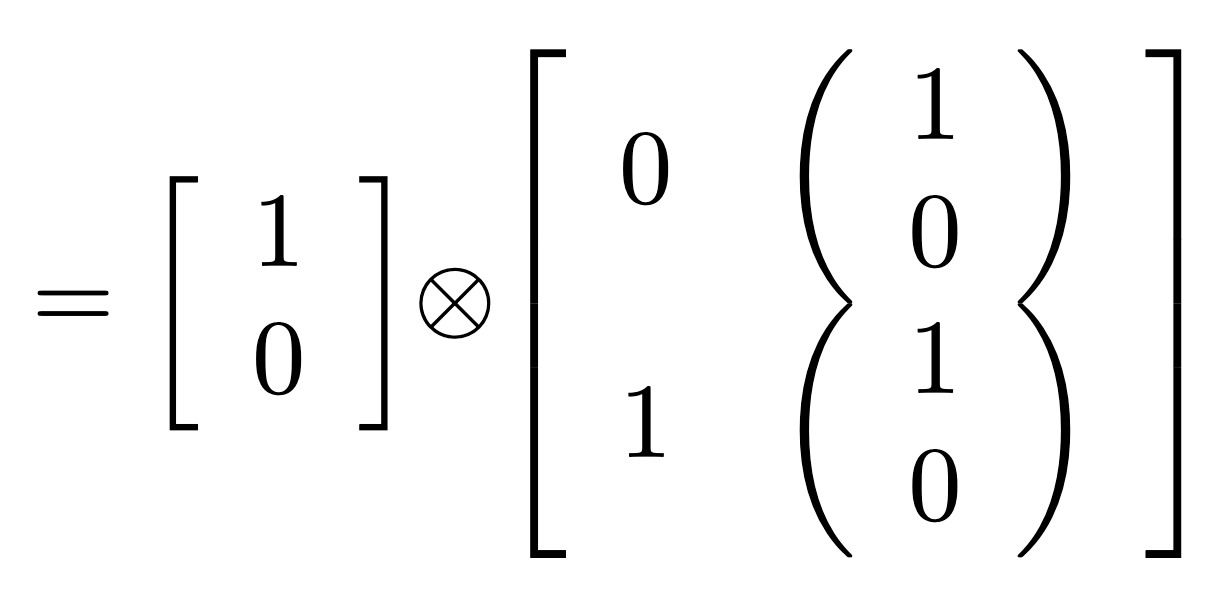 = [ 1 0 ] ⊗ [ 0 ( 1 0 ) 1 ( 1 0 ) ]